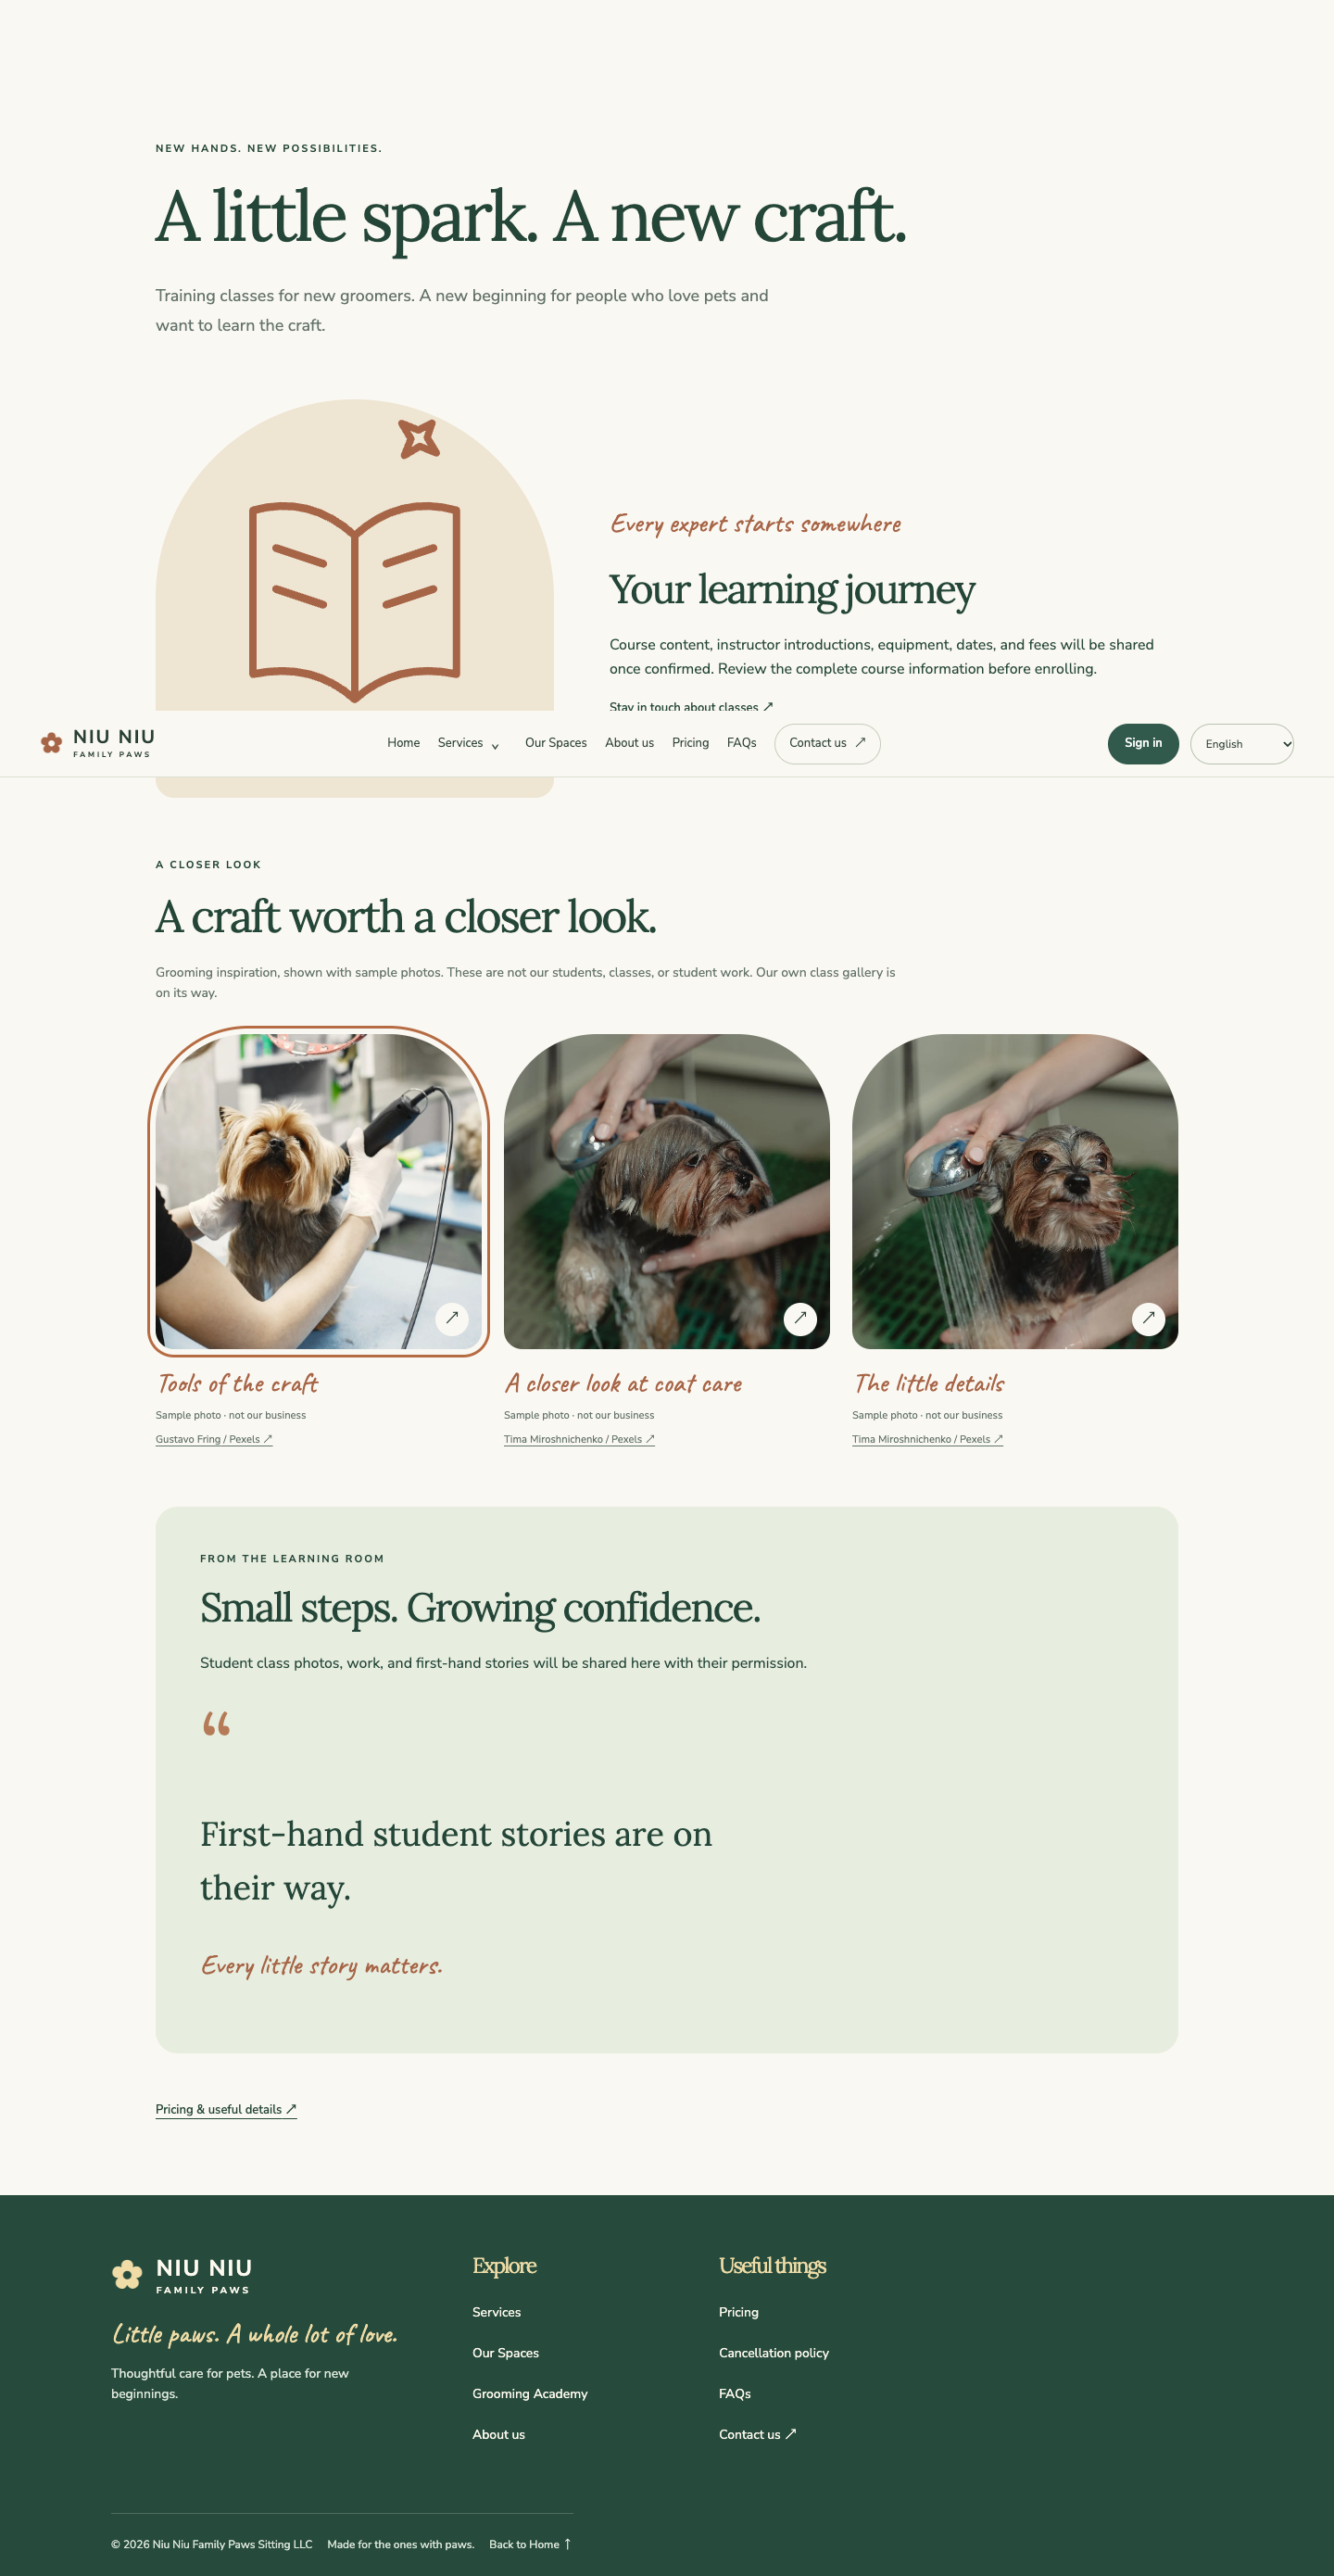 NEW HANDS. NEW POSSIBILITIES.
A little spark. A new craft.
Training classes for new groomers. A new beginning for people who love pets and
want to learn the craft.
Every expert starts somewhere
Your learning journey
Course content, instructor introductions, equipment, dates, and fees will be shared
once confirmed. Review the complete course information before enrolling.
Stay in touch about classes ↗
NIU NIU
FAMILY PAWS
Home Services Our Spaces About us Pricing FAQs Contact us ↗ Sign in English
A CLOSER LOOK
A craft worth a closer look.
Grooming inspiration, shown with sample photos. These are not our students, classes, or student work. Our own class gallery is
on its way.
Tools of the craft
Sample photo · not our business
Gustavo Fring / Pexels ↗
A closer look at coat care
Sample photo · not our business
Tima Miroshnichenko / Pexels ↗
The little details
Sample photo · not our business
Tima Miroshnichenko / Pexels ↗
FROM THE LEARNING ROOM
Small steps. Growing confidence.
Student class photos, work, and first-hand stories will be shared here with their permission.
“
First-hand student stories are on
their way.
Every little story matters.
Pricing & useful details ↗
NIU NIU
FAMILY PAWS
Little paws. A whole lot of love.
Thoughtful care for pets. A place for new
beginnings.
Explore
Services
Our Spaces
Grooming Academy
About us
Useful things
Pricing
Cancellation policy
FAQs
Contact us ↗
© 2026 Niu Niu Family Paws Sitting LLC Made for the ones with paws. Back to Home ↑